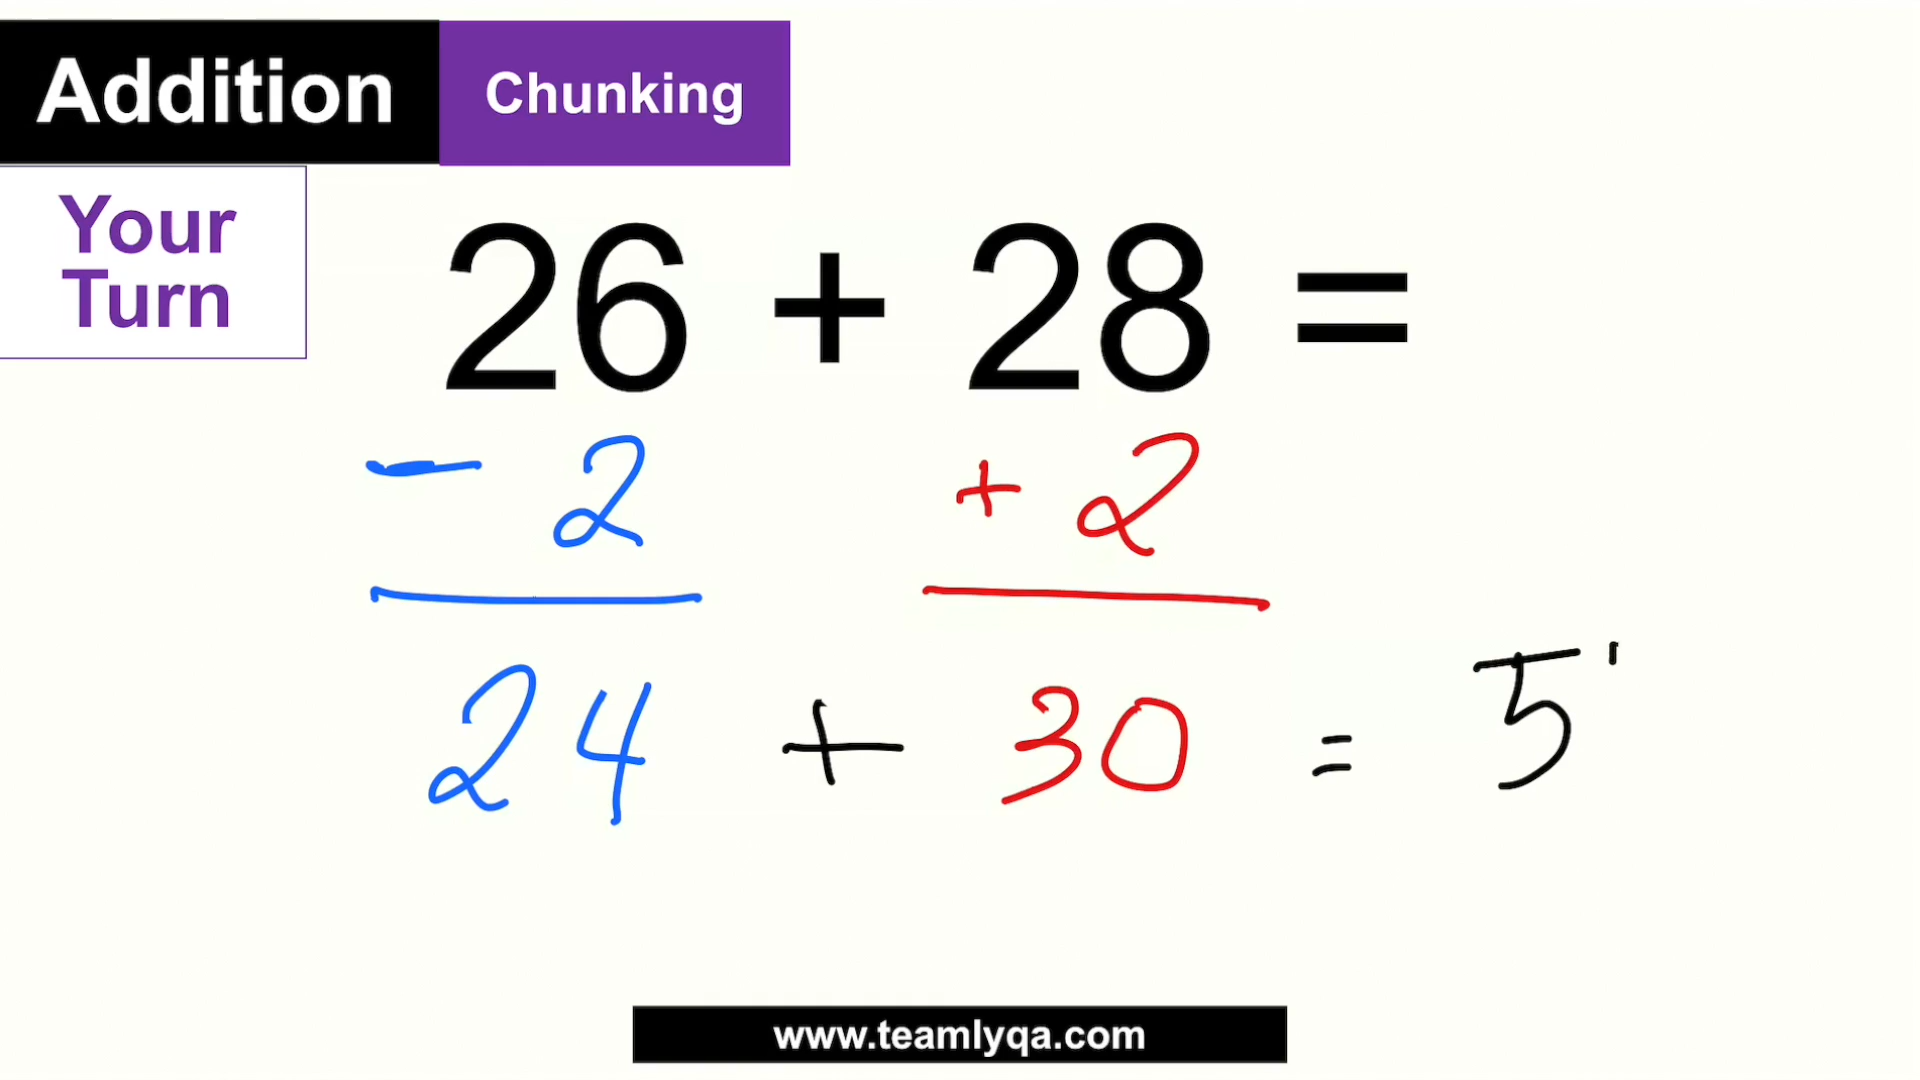 Addition Chunking
Your
Turn
26 + 28 =
- 2 + 2
24 + 30 = 5
www.teamlyqa.com